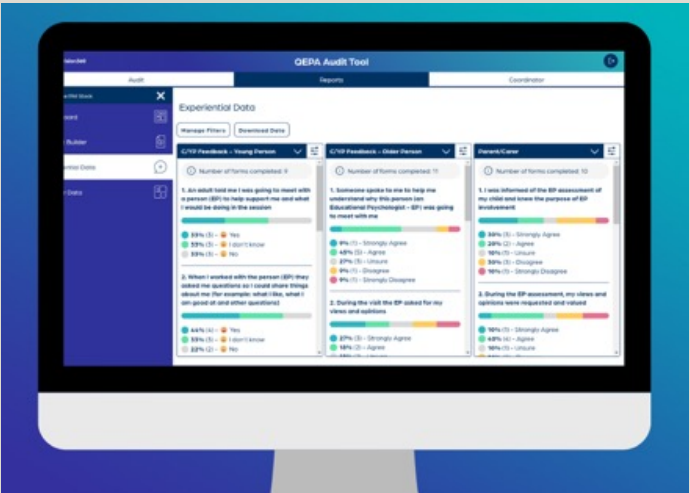 QEPA Audit Tool
Audit
Reports
Coordinator
Experiential Data
Manage Filters
Download Data
Builder
Data
C/YP Feedback - Young Person
Number of forms completed: 9
1. An adult told me I was going to meet with
a person (EP) to help support me and what
I would be doing in the session
33% (3) - Yes
33% (3) - I don't know
33% (3) - No
2. When I worked with the person (EP) they
asked me questions so I could share things
about me (for example: what I like, what I
am good at and other questions)
44% (4) - Yes
33% (3) - I don't know
22% (2) - No
C/YP Feedback - Older Person
Number of forms completed: 11
1. Someone spoke to me to help me
understand why this person (an
Educational Psychologist - EP) was going
to meet with me
9% (1) - Strongly Agree
45% (5) - Agree
27% (3) - Unsure
9% (1) - Disagree
9% (1) - Strongly Disagree
2. During the visit the EP asked for my
views and opinions
27% (3) - Strongly Agree
18% (2) - Agree
Parent/Carer
Number of forms completed: 10
1. I was informed of the EP assessment of
my child and knew the purpose of EP
involvement
30% (3) - Strongly Agree
20% (2) - Agree
10% (1) - Unsure
30% (3) - Disagree
10% (1) - Strongly Disagree
2. During the EP assessment, my views and
opinions were requested and valued
10% (1) - Strongly Agree
40% (4) - Agree
10% (1) - Unsure